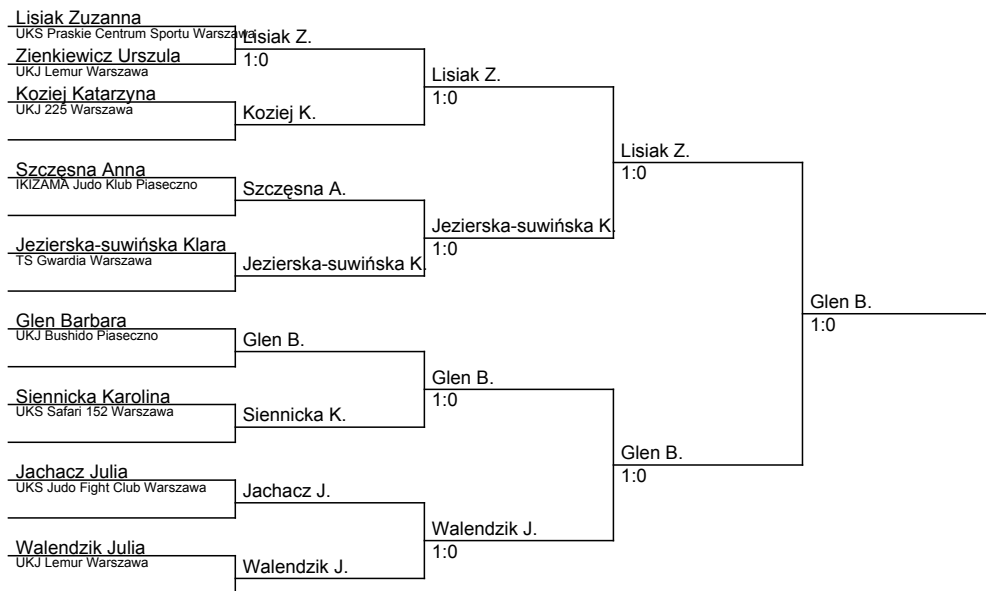 Lisiak Zuzanna
UKS Praskie Centrum Sportu Warszawa
Zienkiewicz Urszula
UKJ Lemur Warszawa
Koziej Katarzyna
UKJ 225 Warszawa
Szczęsna Anna
IKIZAMA Judo Klub Piaseczno
Jezierska-suwińska Klara
TS Gwardia Warszawa
Glen Barbara
UKJ Bushido Piaseczno
Siennicka Karolina
UKS Safari 152 Warszawa
Jachacz Julia
UKS Judo Fight Club Warszawa
Walendzik Julia
UKJ Lemur Warszawa
Lisiak Z.
1:0
Koziej K.
Szczęsna A.
Jezierska-suwińska K.
Glen B.
Siennicka K.
Jachacz J.
Walendzik J.
Lisiak Z.
1:0
Jezierska-suwińska K.
1:0
Glen B.
1:0
Walendzik J.
1:0
Lisiak Z.
1:0
Glen B.
1:0
Glen B.
1:0